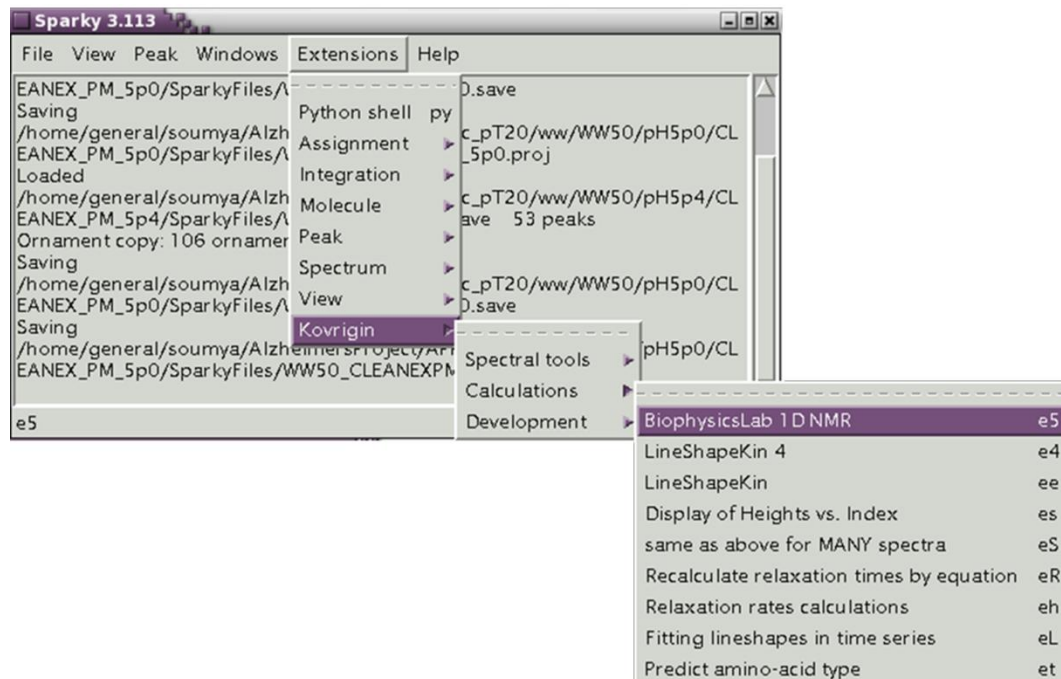 Sparky 3.113
File View Peak Windows Extensions Help
EANEX_PM_5p0/SparkyFiles/ 0.save
Saving
/home/general/soumya/Alzh c_pT20/ww/WW50/pH5p0/CL
EANEX_PM_5p0/SparkyFiles/ _5p0.proj
Loaded
/home/general/soumya/Alzh c_pT20/ww/WW50/pH5p4/CL
EANEX_PM_5p4/SparkyFiles/ ave 53 peaks
Ornament copy: 106 ornamer
Saving
/home/general/soumya/Alzh c_pT20/ww/WW50/pH5p0/CL
EANEX_PM_5p0/SparkyFiles/ 0.save
Saving
/home/general/soumya/AlzheimersProject/ pH5p0/CL
EANEX_PM_5p0/SparkyFiles/WW50_CLEANEXPM
e5
Python shell py
Assignment
Integration
Molecule
Peak
Spectrum
View
Kovrigin
Spectral tools
Calculations
Development
BiophysicsLab 1D NMR e5
LineShapeKin 4 e4
LineShapeKin ee
Display of Heights vs. Index es
same as above for MANY spectra eS
Recalculate relaxation times by equation eR
Relaxation rates calculations eh
Fitting lineshapes in time series eL
Predict amino-acid type et